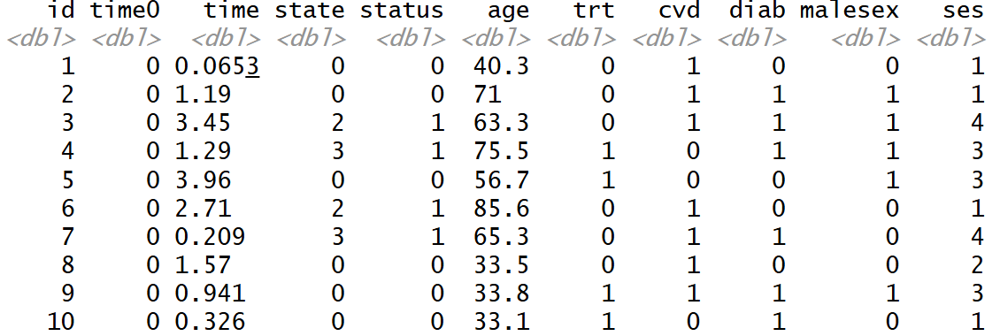 id time0 time state status age trt cvd diab malesex ses
<dbl> <dbl> <dbl> <dbl> <dbl> <dbl> <dbl> <dbl> <dbl> <dbl> <dbl>
1 0 0.0653 0 0 40.3 0 1 0 0 1
2 0 1.19 0 0 71 0 1 1 1 1
3 0 3.45 2 1 63.3 0 1 1 1 4
4 0 1.29 3 1 75.5 1 0 1 1 3
5 0 3.96 0 0 56.7 1 0 0 1 3
6 0 2.71 2 1 85.6 0 1 0 0 1
7 0 0.209 3 1 65.3 0 1 1 0 4
8 0 1.57 0 0 33.5 0 1 0 0 2
9 0 0.941 0 0 33.8 1 1 1 1 3
10 0 0.326 0 0 33.1 1 0 1 0 1